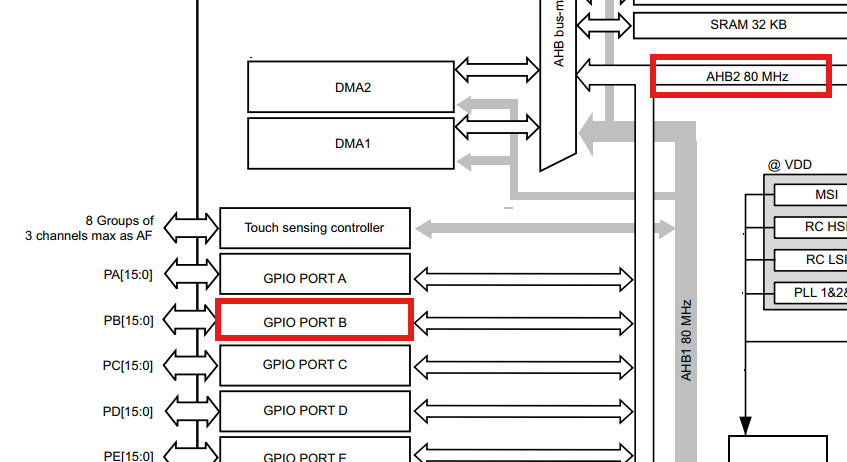 SRAM 32 KB
AHB bus-m
AHB2 80 MHz
DMA2
DMA1
@ VDD
MSI
RC HSI
RC LSI
PLL 1&2&
8 Groups of
3 channels max as AF
Touch sensing controller
PA[15:0]
GPIO PORT A
PB[15:0]
GPIO PORT B
AHB1 80 MHz
PC[15:0]
GPIO PORT C
PD[15:0]
GPIO PORT D
PE[15:0]
GPIO PORT E